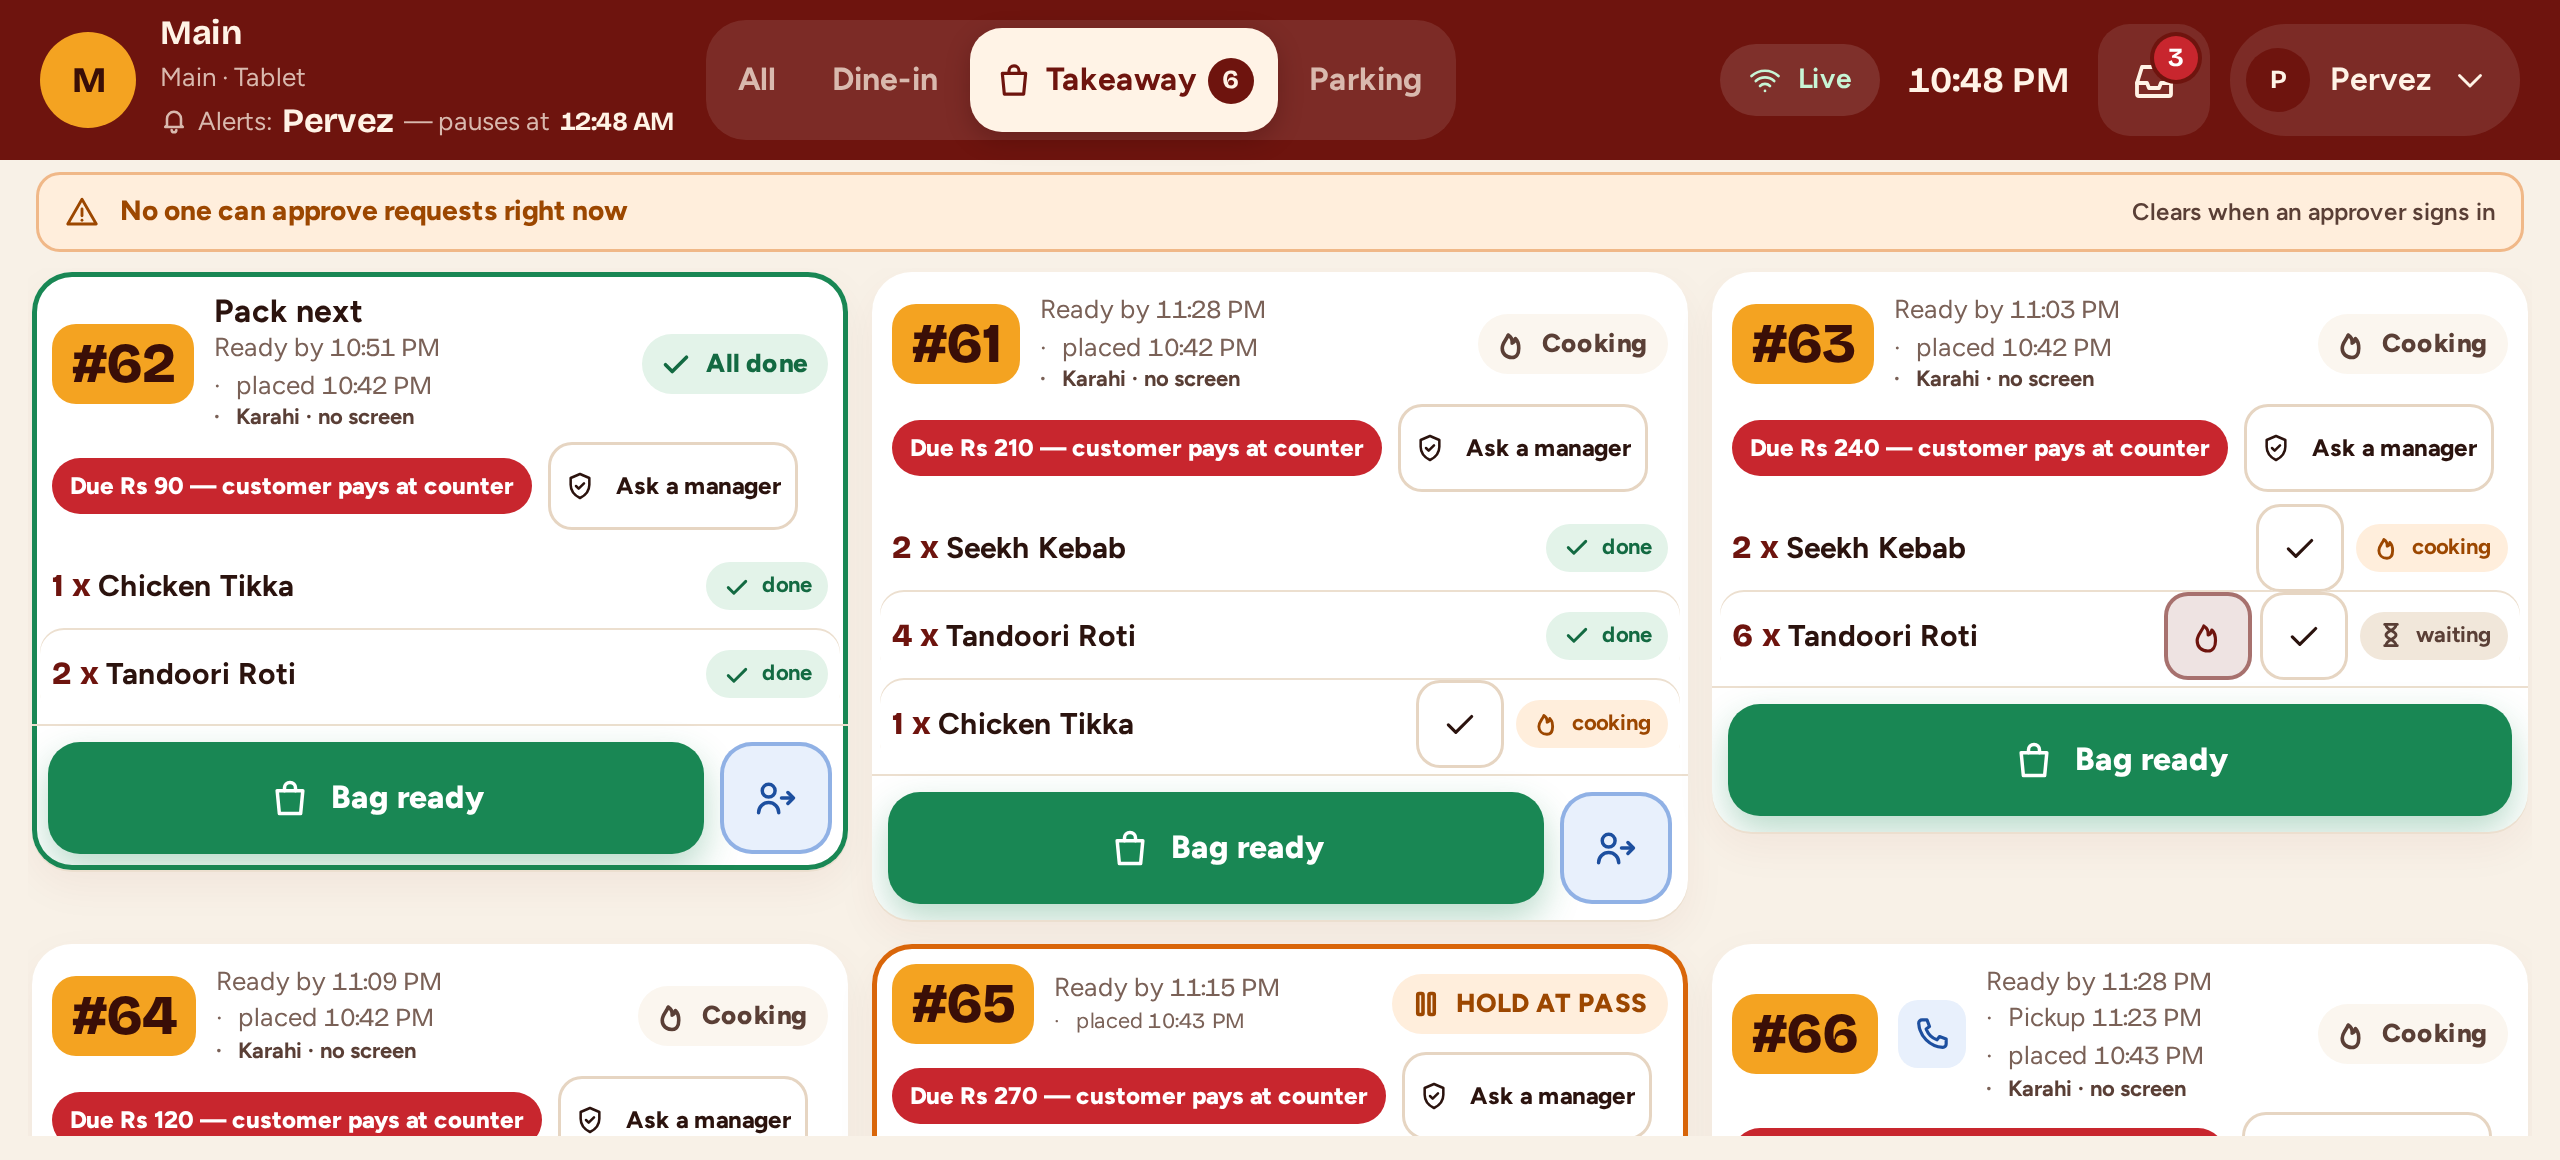 M
Main
Main · Tablet
Alerts: Pervez — pauses at 12:48 AM
All
Dine-in
Takeaway 6
Parking
Live
10:48 PM
3
P Pervez
No one can approve requests right now
Clears when an approver signs in
#62
Pack next
Ready by 10:51 PM
· placed 10:42 PM
· Karahi · no screen
All done
Due Rs 90 — customer pays at counter
Ask a manager
1 x Chicken Tikka
done
2 x Tandoori Roti
done
Bag ready
#61
Ready by 11:28 PM
· placed 10:42 PM
· Karahi · no screen
Cooking
Due Rs 210 — customer pays at counter
Ask a manager
2 x Seekh Kebab
done
4 x Tandoori Roti
done
1 x Chicken Tikka
cooking
Bag ready
#63
Ready by 11:03 PM
· placed 10:42 PM
· Karahi · no screen
Cooking
Due Rs 240 — customer pays at counter
Ask a manager
2 x Seekh Kebab
cooking
6 x Tandoori Roti
waiting
Bag ready
#64
Ready by 11:09 PM
· placed 10:42 PM
· Karahi · no screen
Cooking
Due Rs 120 — customer pays at counter
Ask a manager
#65
Ready by 11:15 PM
· placed 10:43 PM
HOLD AT PASS
Due Rs 270 — customer pays at counter
Ask a manager
#66
Ready by 11:28 PM
· Pickup 11:23 PM
· placed 10:43 PM
· Karahi · no screen
Cooking